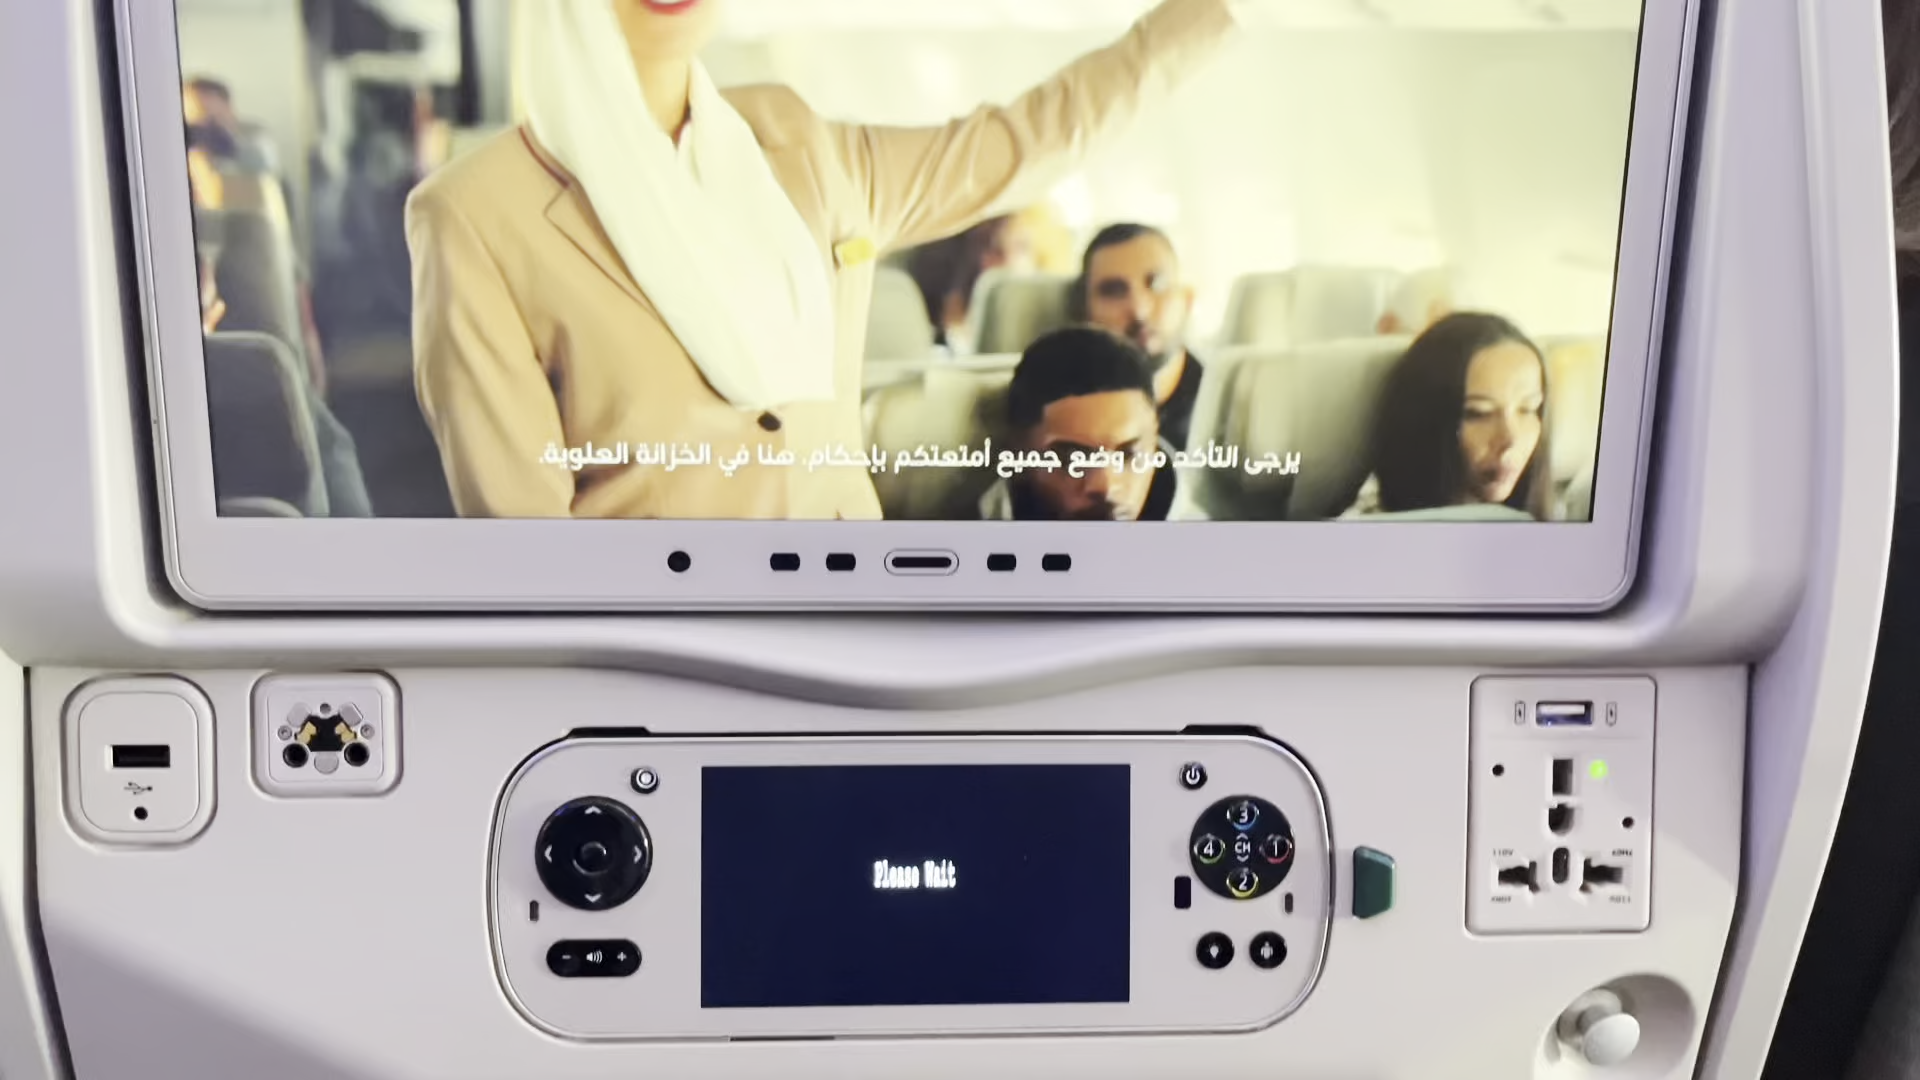 يرجى التأكد من وضع جميع أمتعتكم بإحكام، هنا في الخزانة العلوية.
Please Wait
3
4 CH 1
2
110V